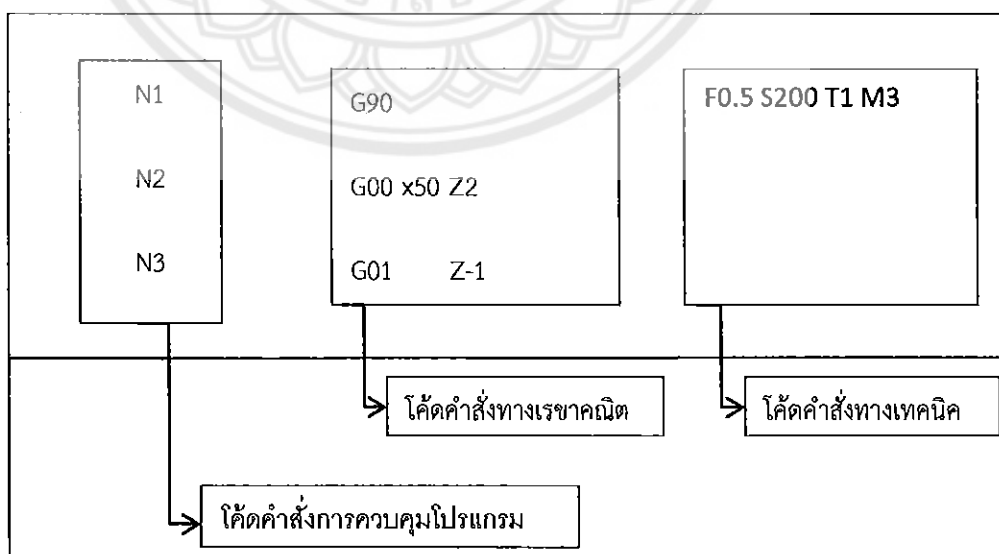 N1
N2
N3
G90
G00 x50 Z2
G01 Z-1
F0.5 S200 T1 M3
โค้ดคำสั่งทางเรขาคณิต
โค้ดคำสั่งทางเทคนิค
โค้ดคำสั่งการควบคุมโปรแกรม